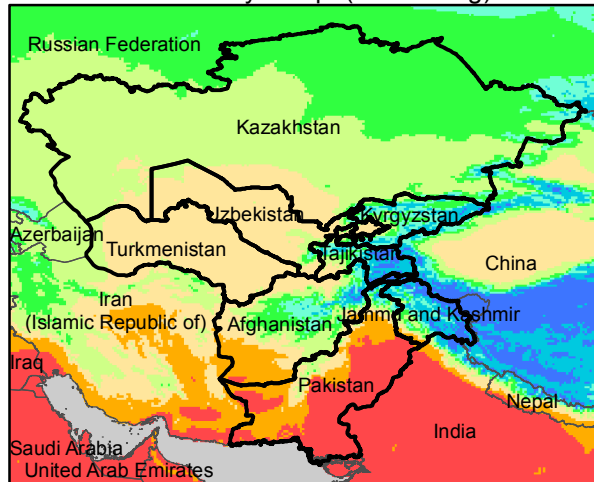 Russian Federation
Kazakhstan
Uzbekistan
Kyrgyzstan
Azerbaijan
Turkmenistan
Tajikistan
China
Iran
(Islamic Republic of)
Afghanistan
Jammu and Kashmir
Iraq
Pakistan
Nepal
India
Saudi Arabia
United Arab Emirates